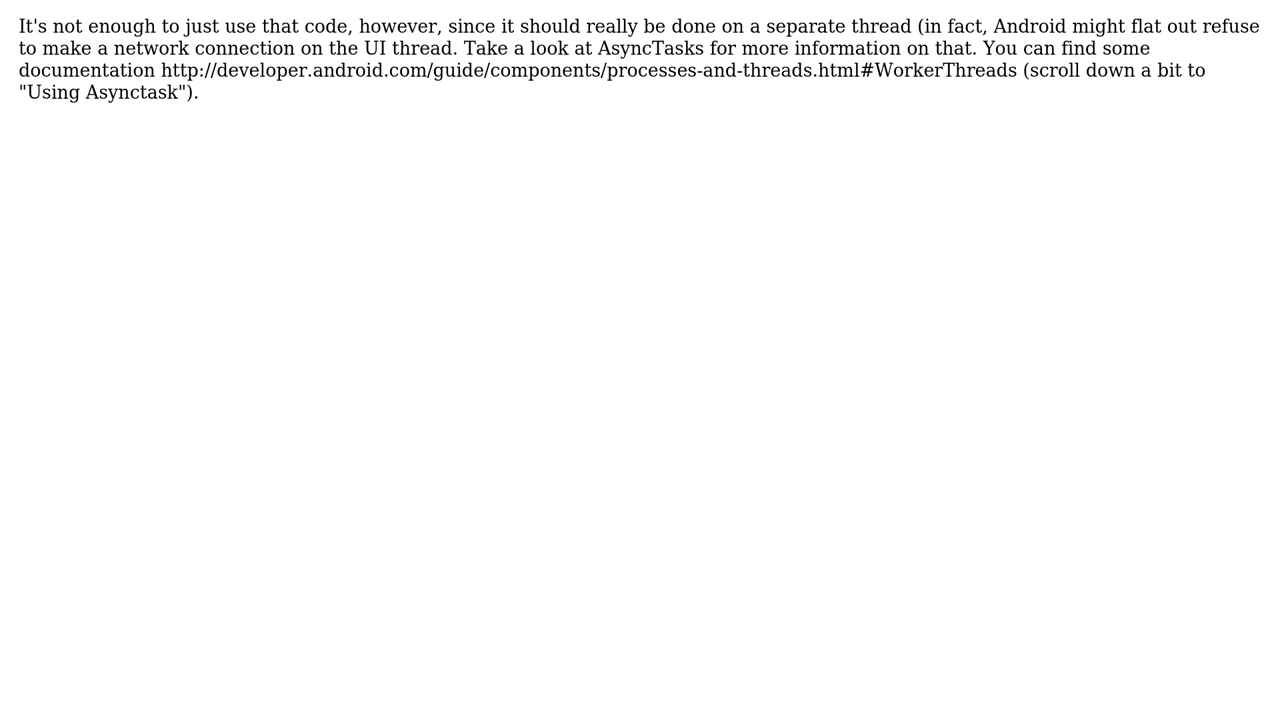 It's not enough to just use that code, however, since it should really be done on a separate thread (in fact, Android might flat out refuse
to make a network connection on the UI thread. Take a look at AsyncTasks for more information on that. You can find some
documentation http://developer.android.com/guide/components/processes-and-threads.html#WorkerThreads (scroll down a bit to
"Using Asynctask").